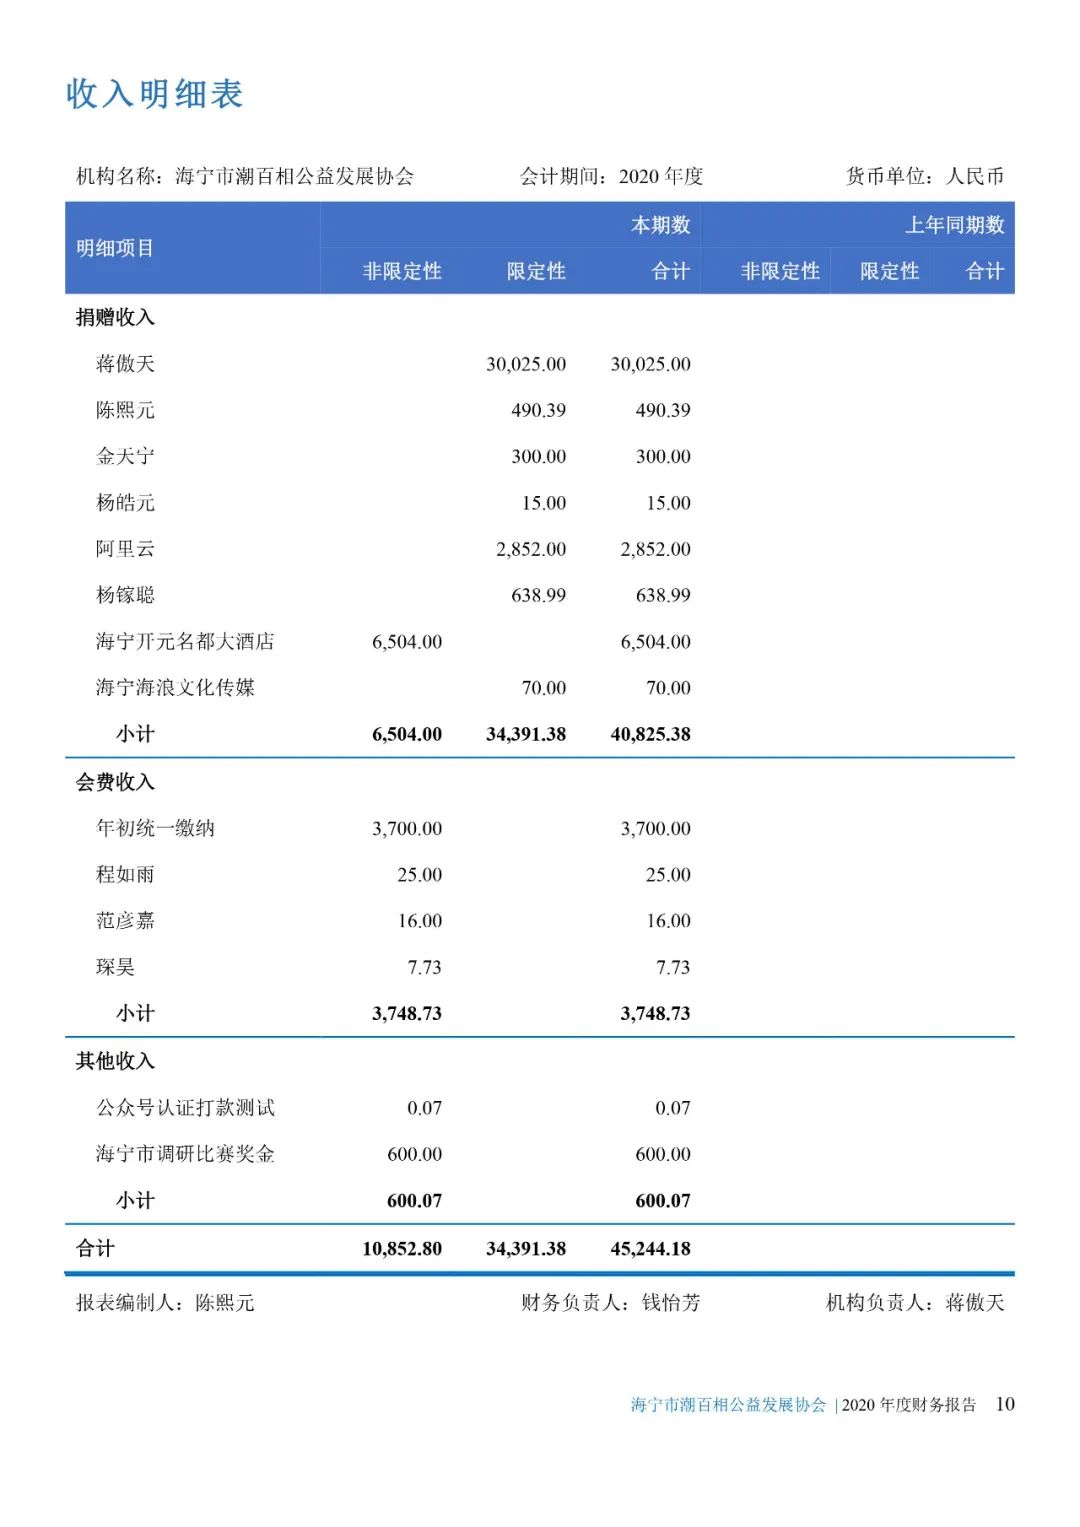 收入明细表
机构名称：海宁市潮百相公益发展协会 会计期间：2020 年度 货币单位：人民币
明细项目 本期数 上年同期数
非限定性 限定性 合计 非限定性 限定性 合计
捐赠收入
蒋傲天 30,025.00 30,025.00
陈熙元 490.39 490.39
金天宁 300.00 300.00
杨皓元 15.00 15.00
阿里云 2,852.00 2,852.00
杨镓聪 638.99 638.99
海宁开元名都大酒店 6,504.00 6,504.00
海宁海浪文化传媒 70.00 70.00
小计 6,504.00 34,391.38 40,825.38
会费收入
年初统一缴纳 3,700.00 3,700.00
程如雨 25.00 25.00
范彦嘉 16.00 16.00
琛昊 7.73 7.73
小计 3,748.73 3,748.73
其他收入
公众号认证打款测试 0.07 0.07
海宁市调研比赛奖金 600.00 600.00
小计 600.07 600.07
合计 10,852.80 34,391.38 45,244.18
报表编制人：陈熙元 财务负责人：钱怡芳 机构负责人：蒋傲天
海宁市潮百相公益发展协会 | 2020 年度财务报告 10